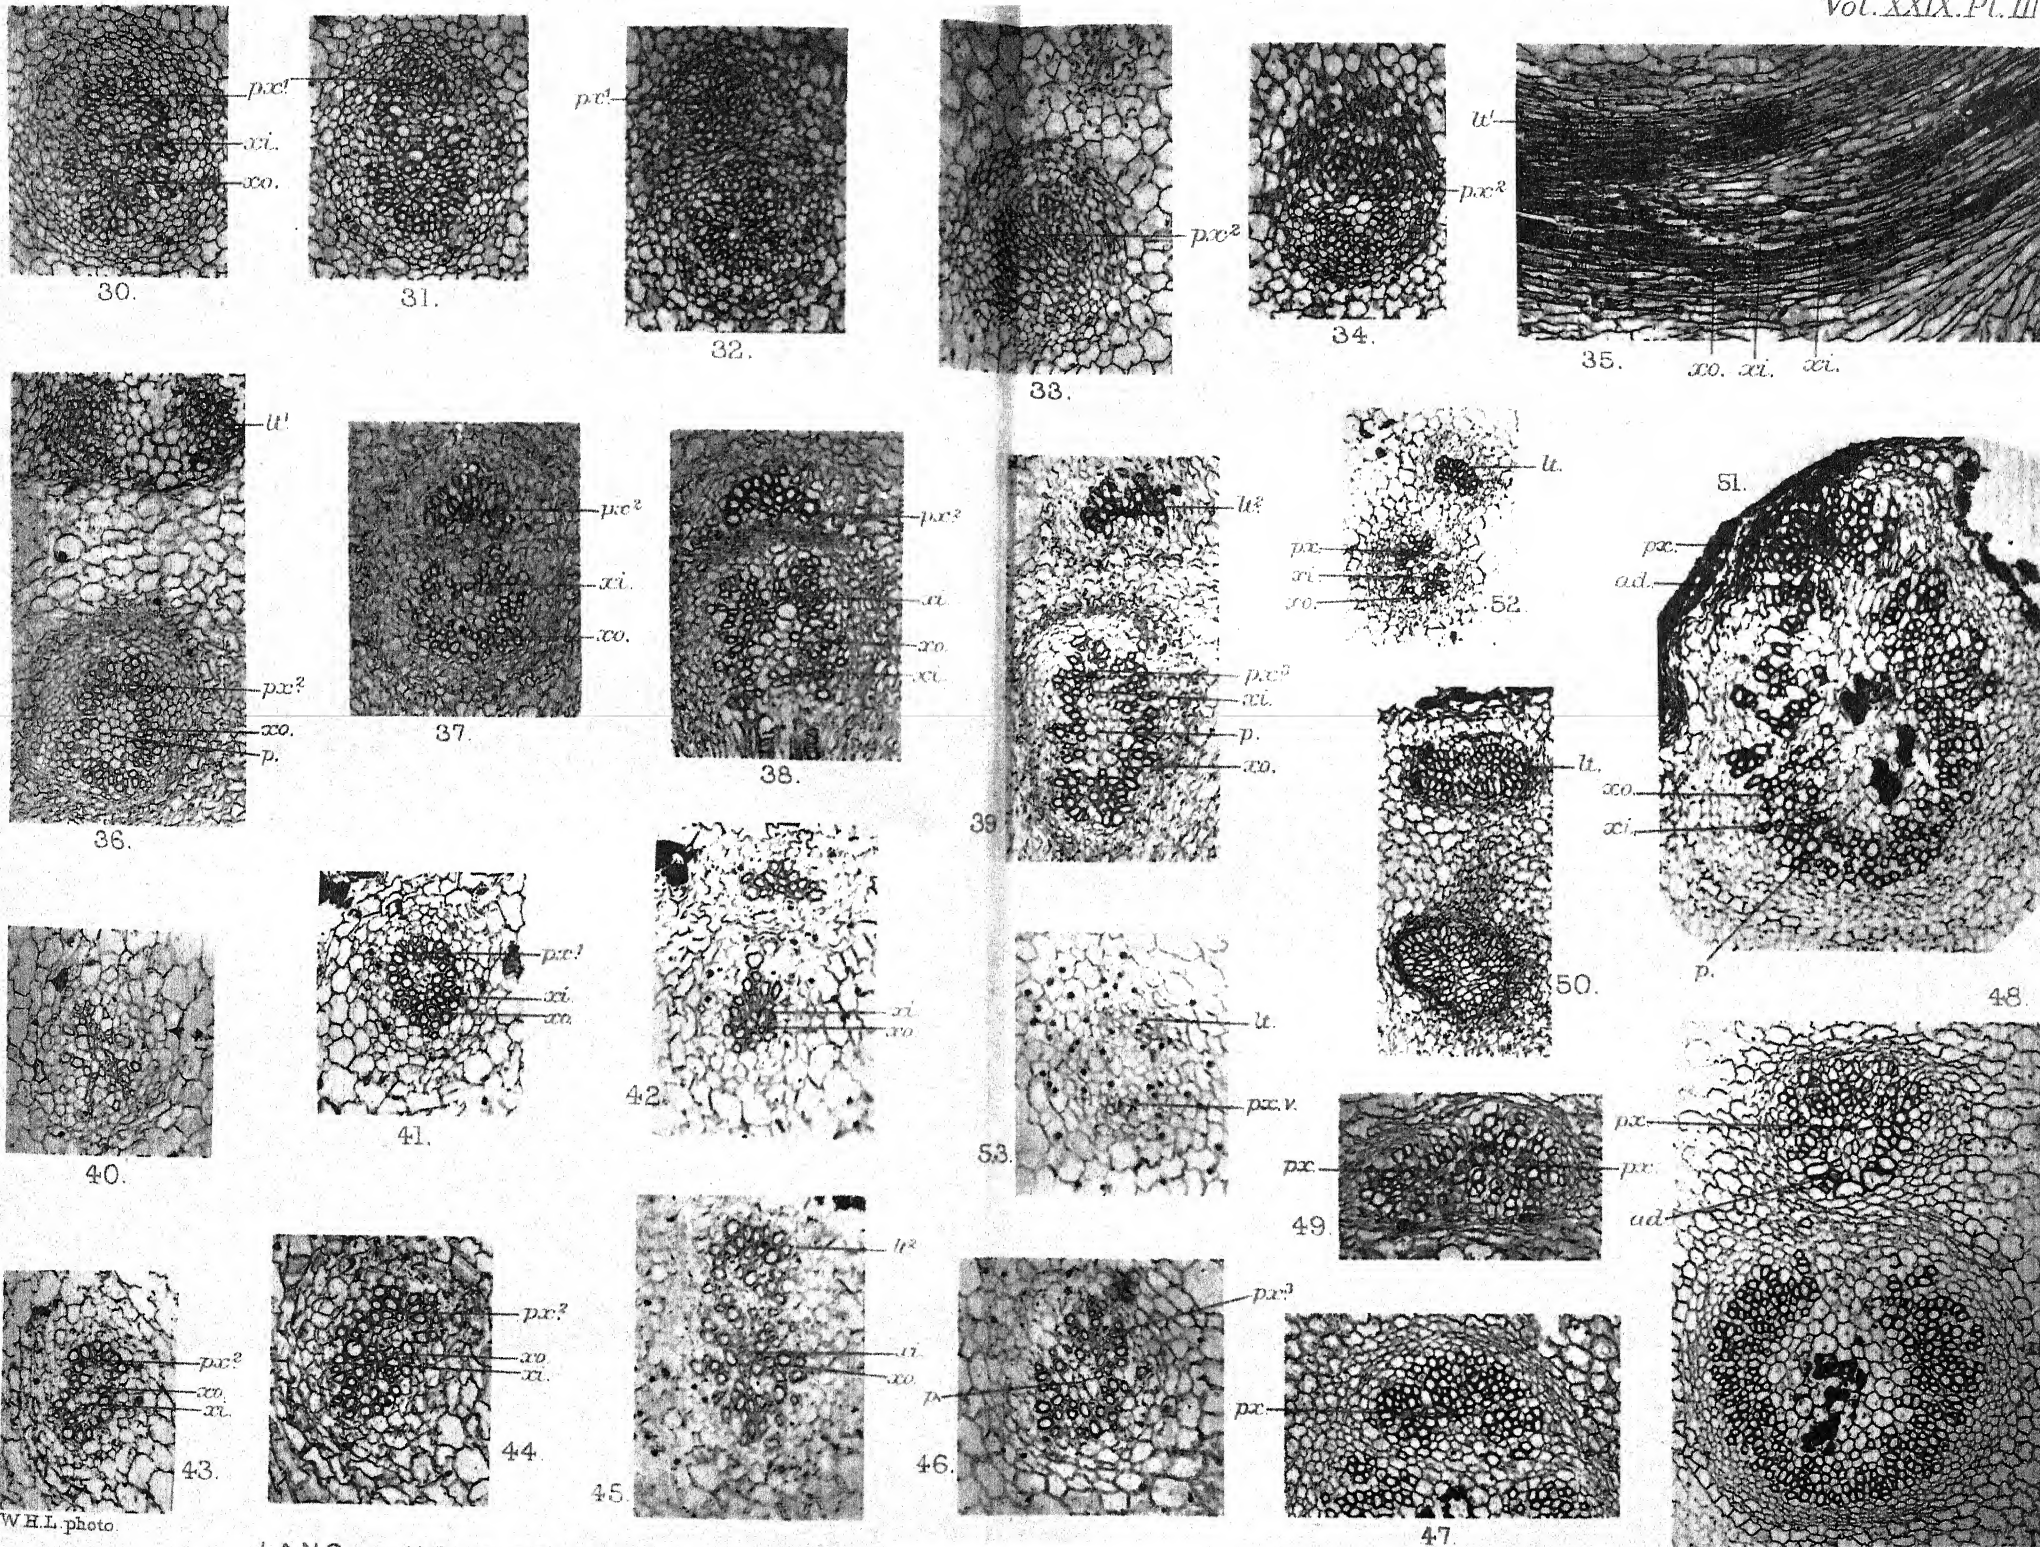 Vol. XXIX. Pl. III
px¹.
xi.
xo.
30.
31.
px¹
32.
px²
33.
px²
34.
lt¹
35.
xo. xi. xi.
lt¹
px²
xo.
p.
36.
px²
xi.
xo.
37.
px²
xi.
xo.
xi.
38.
lt²
px³
xi.
p.
xo.
39
lt.
px.
xi
xo.
52.
51.
px.
ad.
xo.
xi.
p.
48.
lt.
50.
40.
px¹
xi.
xo.
41.
xi
xo
42.
lt.
px.v.
53.
px.
px.
49.
px.
ad.
px²
xo.
xi.
43.
px²
xo
xi.
44.
lt²
xi
xo.
45.
px³
p.
46.
px.
47.
W.H.L. photo.
LANG